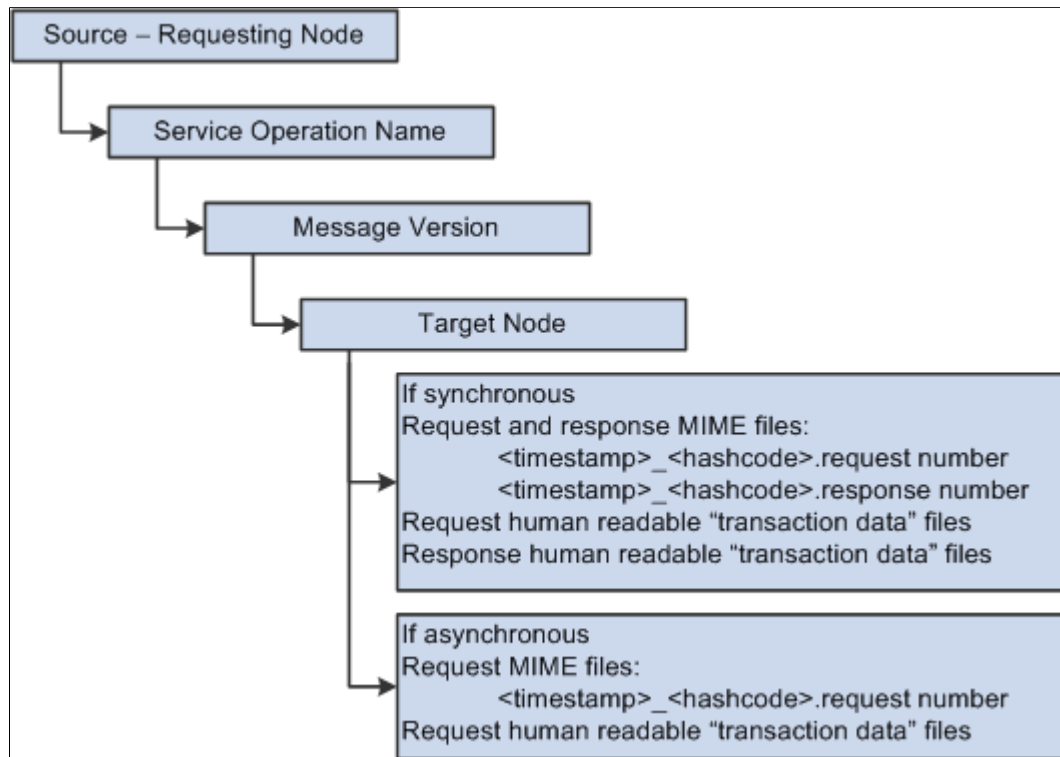 Source – Requesting Node
Service Operation Name
Message Version
Target Node
If synchronous
Request and response MIME files:
<timestamp>_<hashcode>.request number
<timestamp>_<hashcode>.response number
Request human readable “transaction data” files
Response human readable “transaction data” files
If asynchronous
Request MIME files:
<timestamp>_<hashcode>.request number
Request human readable “transaction data” files